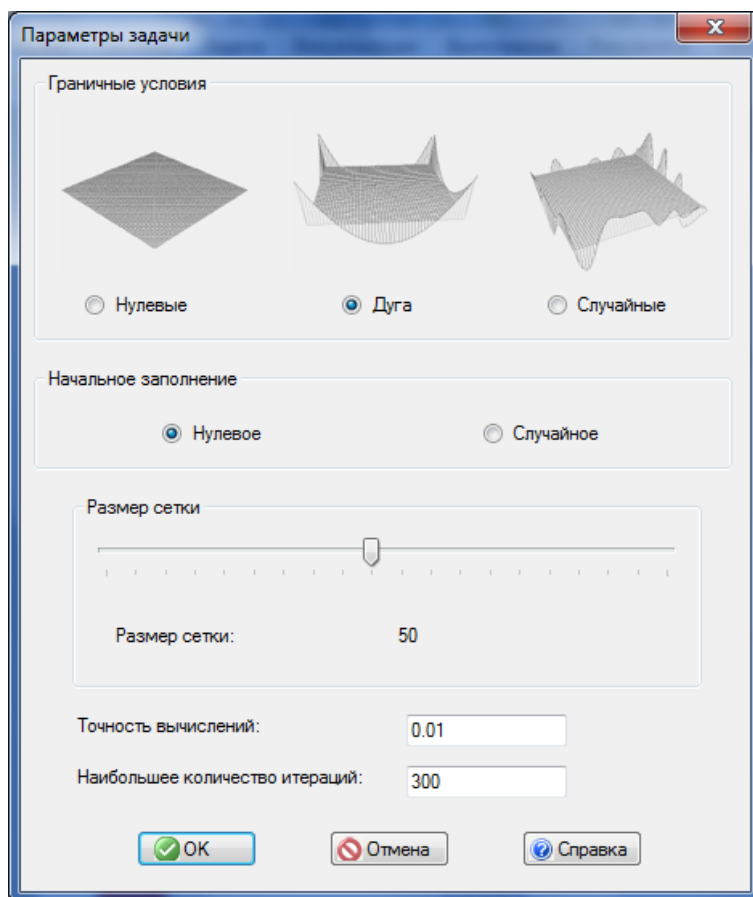 Параметры задачи
Граничные условия
Нулевые Дуга Случайные
Начальное заполнение
Нулевое Случайное
Размер сетки
Размер сетки: 50
Точность вычислений: 0.01
Наибольшее количество итераций: 300
OK Отмена Справка